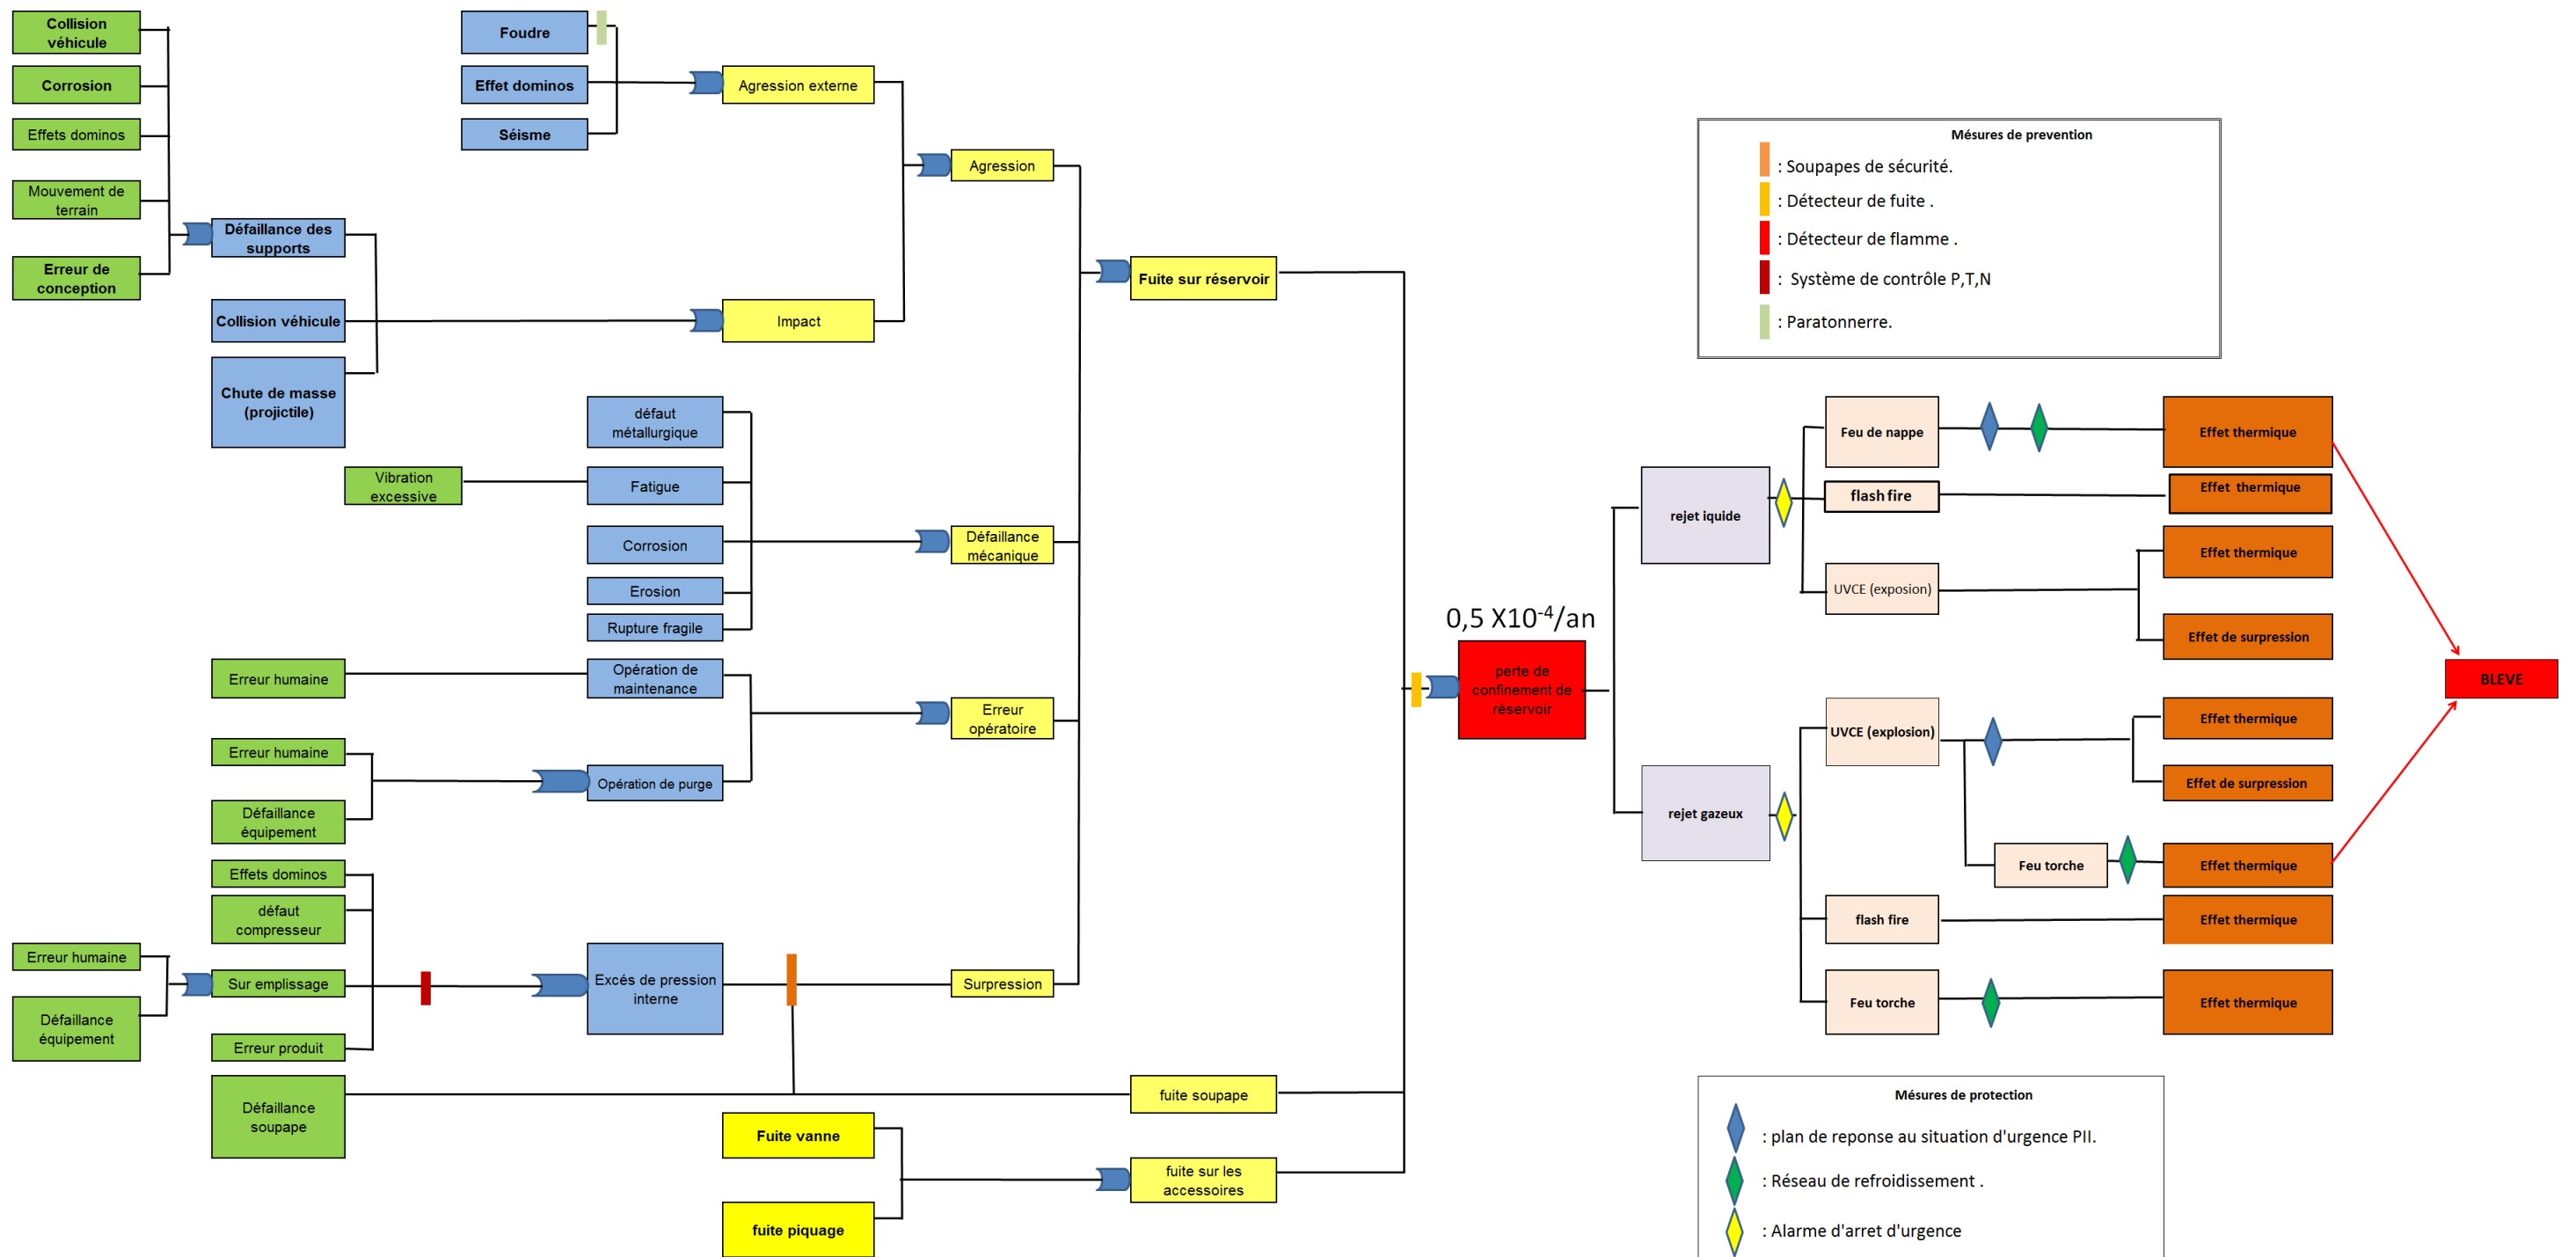 Collision
véhicule
Corrosion
Effets dominos
Mouvement de
terrain
Erreur de
conception
Foudre
Effet dominos
Séisme
Défaillance des
supports
Collision véhicule
Chute de masse
(projictile)
Agression externe
Impact
Agression
Fuite sur réservoir
défaut
métallurgique
Vibration
excessive
Fatigue
Corrosion
Erosion
Rupture fragile
Défaillance
mécanique
Erreur humaine
Opération de
maintenance
Erreur humaine
Défaillance
équipement
Opération de purge
Erreur
opératoire
Effets dominos
défaut
compresseur
Erreur humaine
Défaillance
équipement
Sur emplissage
Erreur produit
Excés de pression
interne
Surpression
Défaillance
soupape
fuite soupape
Fuite vanne
fuite piquage
fuite sur les
accessoires
0,5 X10-4/an
perte de
confinement de
réservoir
Mésures de prevention
: Soupapes de sécurité.
: Détecteur de fuite .
: Détecteur de flamme .
: Système de contrôle P,T,N
: Paratonnerre.
rejet iquide
Feu de nappe
Effet thermique
flash fire
Effet thermique
UVCE (exposion)
Effet thermique
Effet de surpression
BLEVE
rejet gazeux
UVCE (explosion)
Effet thermique
Effet de surpression
Feu torche
Effet thermique
flash fire
Effet thermique
Feu torche
Effet thermique
Mésures de protection
: plan de reponse au situation d'urgence PII.
: Réseau de refroidissement .
: Alarme d'arret d'urgence